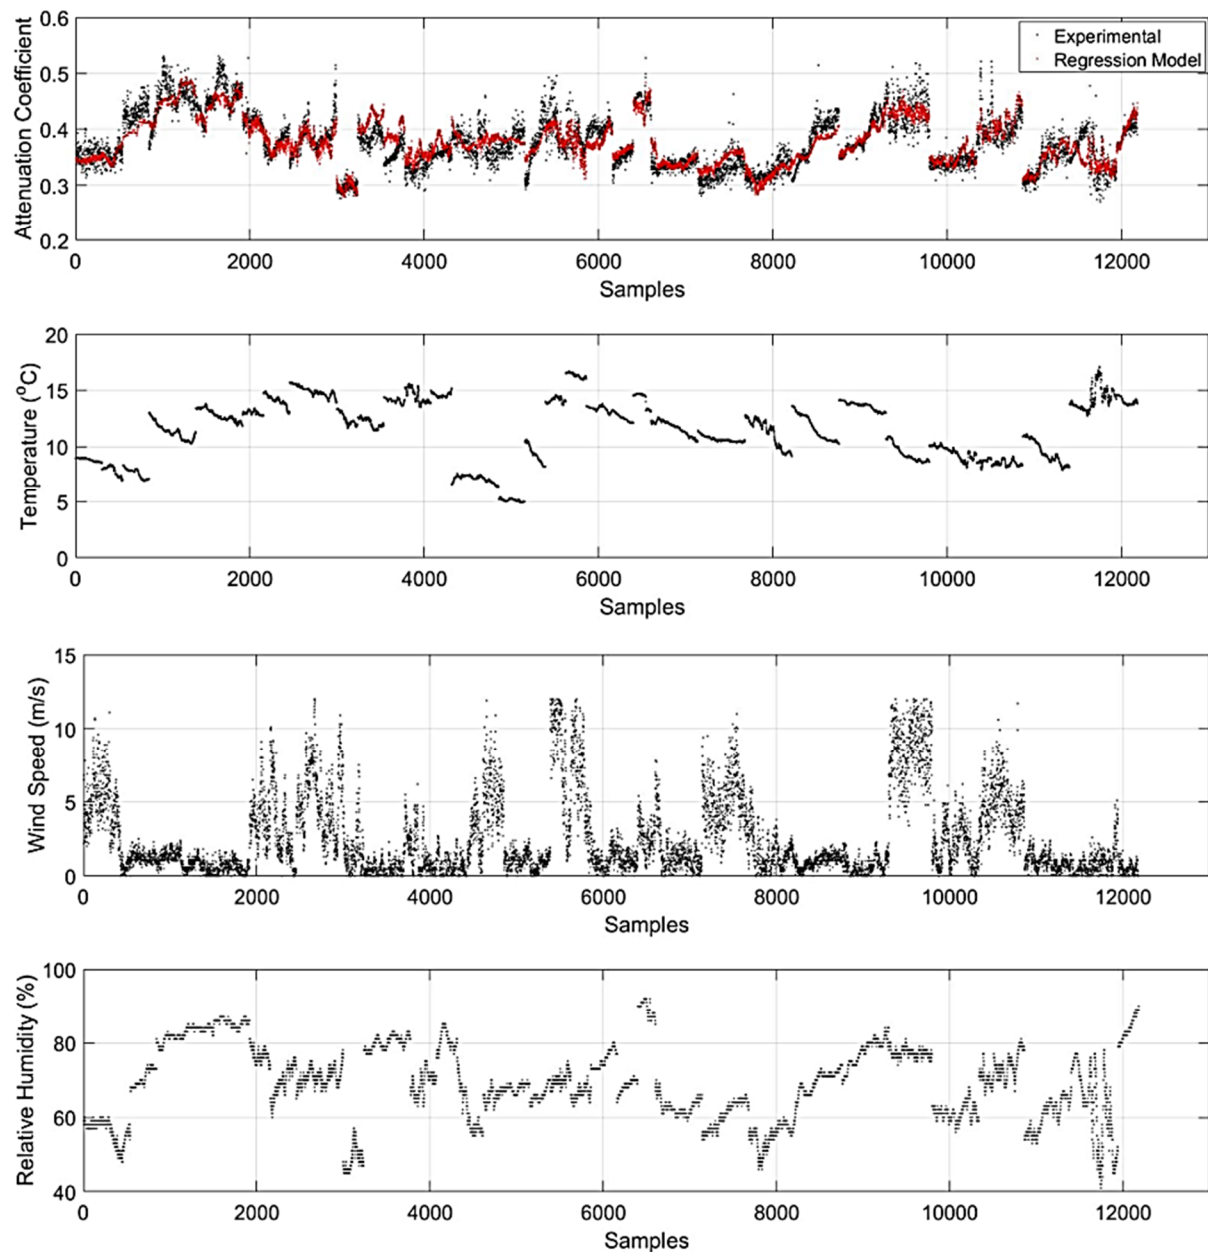 0.6
Experimental
Regression Model
0.5
0.4
0.3
0.2
Attenuation Coefficient
0 2000 4000 6000 8000 10000 12000
Samples
20
15
10
5
0
Temperature (°C)
0 2000 4000 6000 8000 10000 12000
Samples
15
10
5
0
Wind Speed (m/s)
0 2000 4000 6000 8000 10000 12000
Samples
100
80
60
40
Relative Humidity (%)
0 2000 4000 6000 8000 10000 12000
Samples